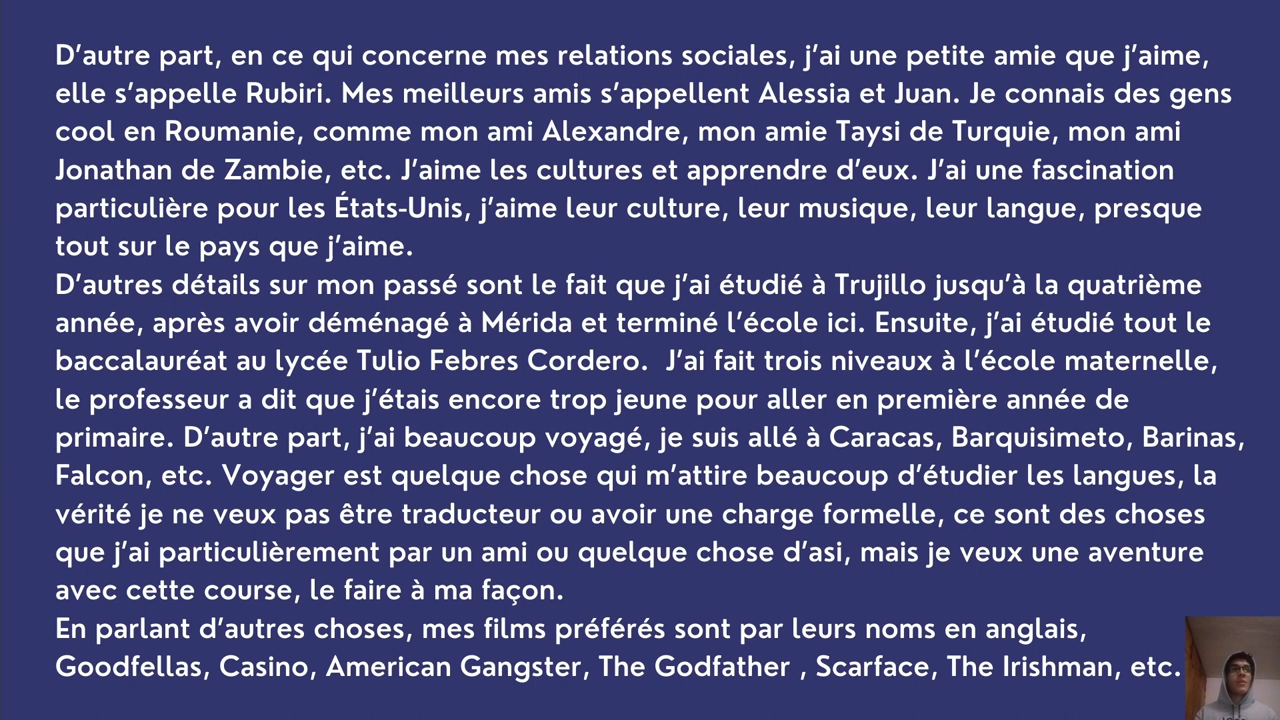 D'autre part, en ce qui concerne mes relations sociales, j'ai une petite amie que j'aime,
elle s'appelle Rubiri. Mes meilleurs amis s'appellent Alessia et Juan. Je connais des gens
cool en Roumanie, comme mon ami Alexandre, mon amie Taysi de Turquie, mon ami
Jonathan de Zambie, etc. J'aime les cultures et apprendre d'eux. J'ai une fascination
particulière pour les États-Unis, j'aime leur culture, leur musique, leur langue, presque
tout sur le pays que j'aime.
D'autres détails sur mon passé sont le fait que j'ai étudié à Trujillo jusqu'à la quatrième
année, après avoir déménagé à Mérida et terminé l'école ici. Ensuite, j'ai étudié tout le
baccalauréat au lycée Tulio Febres Cordero.  J'ai fait trois niveaux à l'école maternelle,
le professeur a dit que j'étais encore trop jeune pour aller en première année de
primaire. D'autre part, j'ai beaucoup voyagé, je suis allé à Caracas, Barquisimeto, Barinas,
Falcon, etc. Voyager est quelque chose qui m'attire beaucoup d'étudier les langues, la
vérité je ne veux pas être traducteur ou avoir une charge formelle, ce sont des choses
que j'ai particulièrement par un ami ou quelque chose d'asi, mais je veux une aventure
avec cette course, le faire à ma façon.
En parlant d'autres choses, mes films préférés sont par leurs noms en anglais,
Goodfellas, Casino, American Gangster, The Godfather , Scarface, The Irishman, etc.